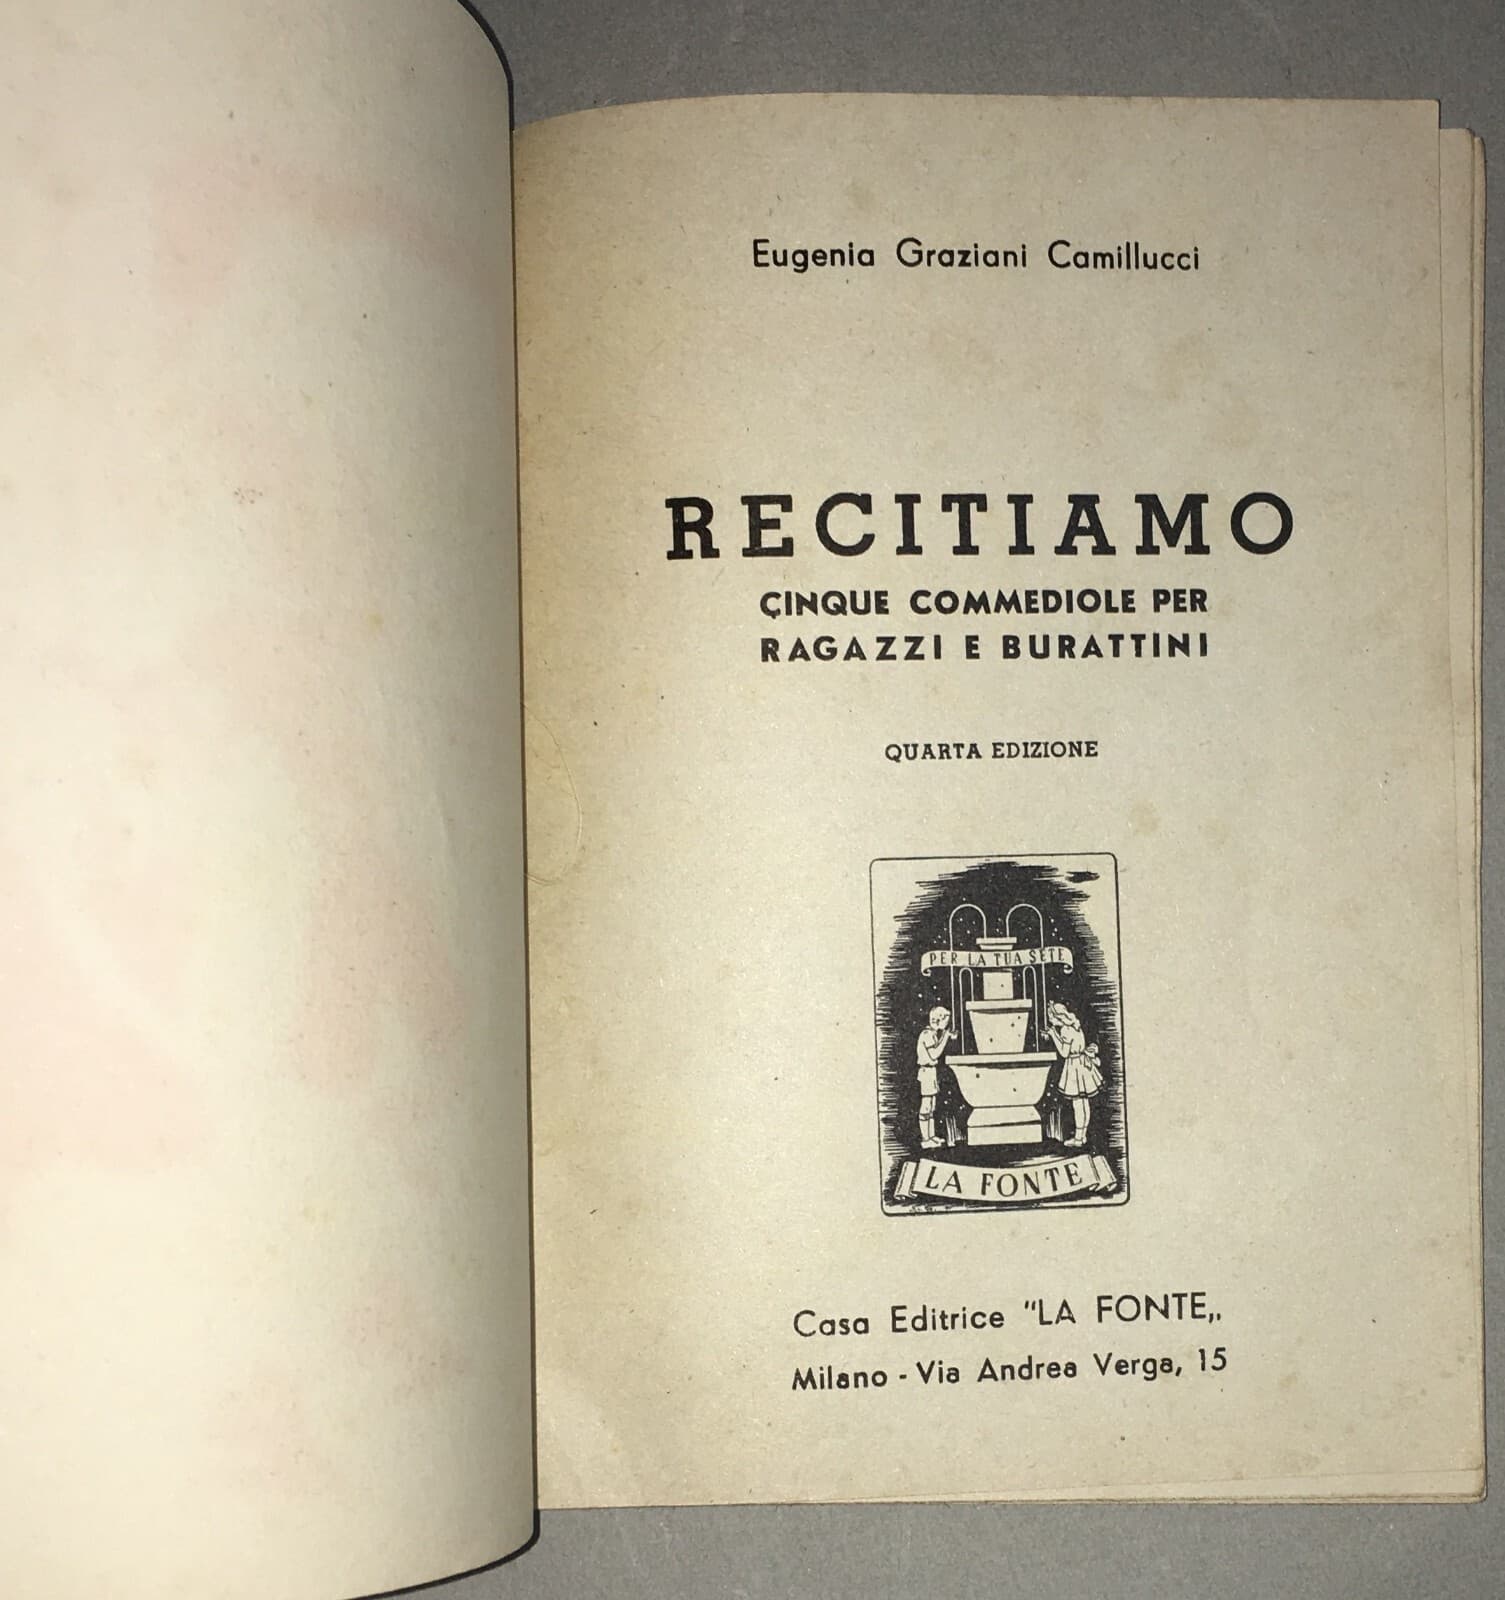 Eugenia Graziani Camillucci
RECITIAMO
CINQUE COMMEDIOLE PER
RAGAZZI E BURATTINI
QUARTA EDIZIONE
PER LA TUA SETE
LA FONTE
Casa Editrice "LA FONTE„.
Milano - Via Andrea Verga, 15